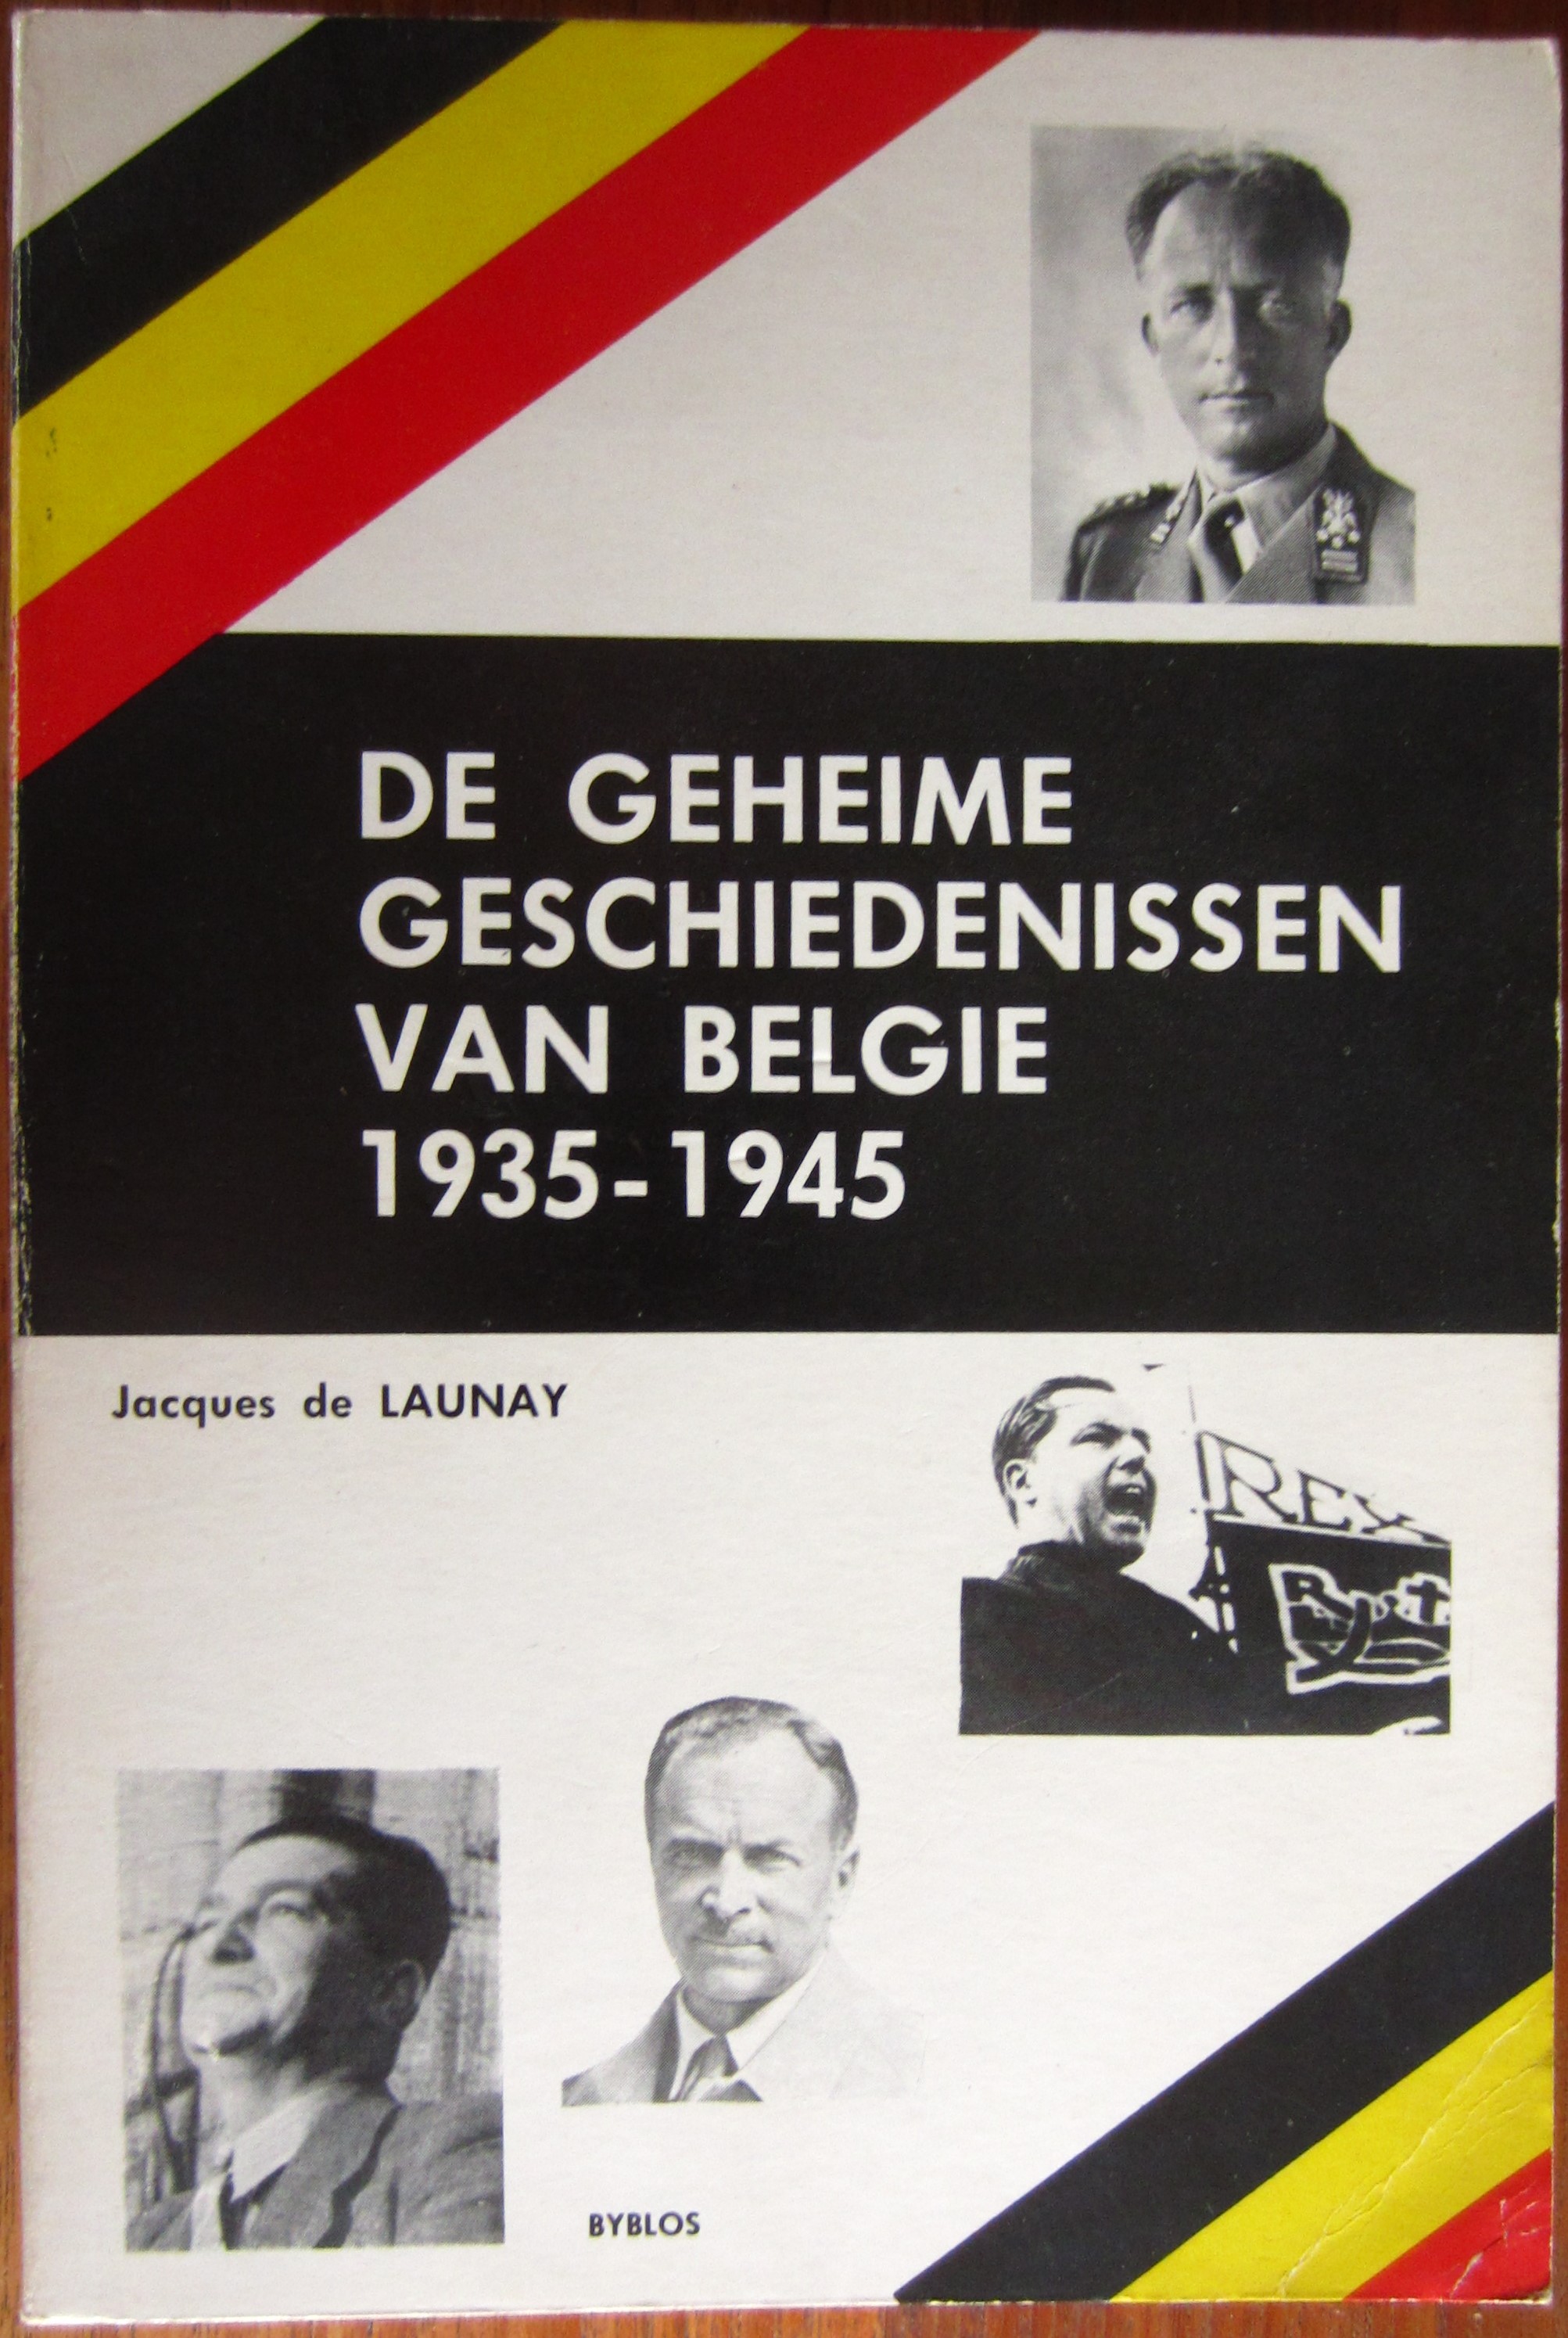 DE GEHEIME
GESCHIEDENISSEN
VAN BELGIE
1935-1945
Jacques de LAUNAY
REX
BYBLOS